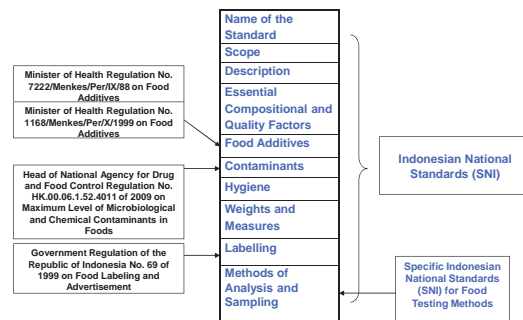 Name of the
Standard
Scope
Description
Essential
Compositional and
Quality Factors
Food Additives
Contaminants
Hygiene
Weights and
Measures
Labelling
Methods of
Analysis and
Sampling
Minister of Health Regulation No.
7222/Menkes/Per/IX/88 on Food
Additives
Minister of Health Regulation No.
1168/Menkes/Per/X/1999 on Food
Additives
Head of National Agency for Drug
and Food Control Regulation No.
HK.00.06.1.52.4011 of 2009 on
Maximum Level of Microbiological
and Chemical Contaminants in
Foods
Government Regulation of the
Republic of Indonesia No. 69 of
1999 on Food Labeling and
Advertisement
Indonesian National
Standards (SNI)
Specific Indonesian
National Standards
(SNI) for Food
Testing Methods